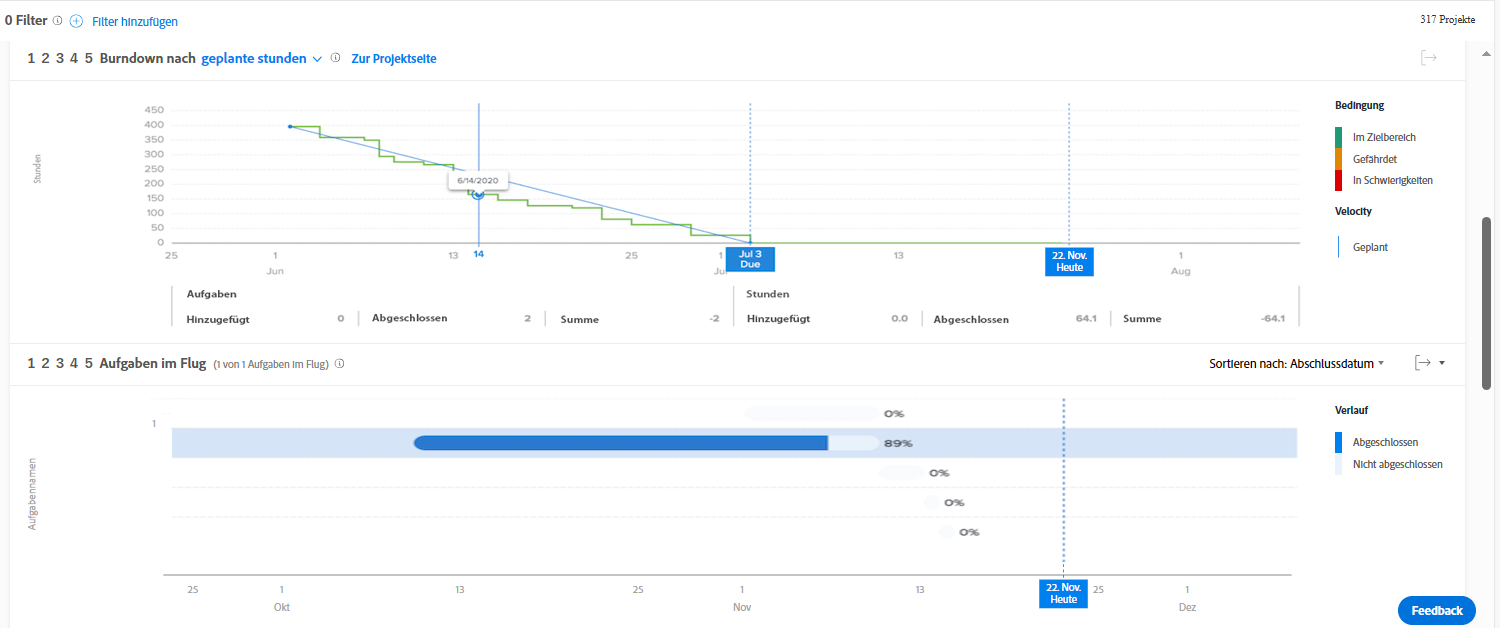 0 Filter Filter hinzufügen
317 Projekte
1 2 3 4 5 Burndown nach geplante stunden Zur Projektseite
450
400
350
300
250
200
150
100
50
0
Stunden
6/14/2020
25 1 13 14 25 1 Jul 3 13 22. Nov. 1
Jun Jul Due Heute Aug
Bedingung
Im Zielbereich
Gefährdet
In Schwierigkeiten
Velocity
Geplant
Aufgaben
Hinzugefügt 0 Abgeschlossen 2 Summe -2
Stunden
Hinzugefügt 0.0 Abgeschlossen 64.1 Summe -64.1
1 2 3 4 5 Aufgaben im Flug (1 von 1 Aufgaben im Flug)
Sortieren nach: Abschlussdatum
Aufgabennamen
1
0%
89%
0%
0%
0%
25 1 13 25 1 13 22. Nov. 25 1
Okt Nov Heute Dez
Verlauf
Abgeschlossen
Nicht abgeschlossen
Feedback